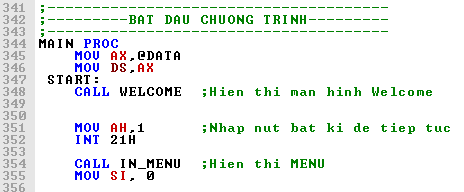 341 ;-------------------------------------
342 ;---------BAT DAU CHUONG TRINH---------
343 ;-------------------------------------
344 MAIN PROC
345 MOV AX,@DATA
346 MOV DS,AX
347 START:
348 CALL WELCOME ;Hien thi man hinh Welcome
349
350
351 MOV AH,1 ;Nhap nut bat ki de tiep tuc
352 INT 21H
353
354 CALL IN_MENU ;Hien thi MENU
355 MOV SI, 0
356